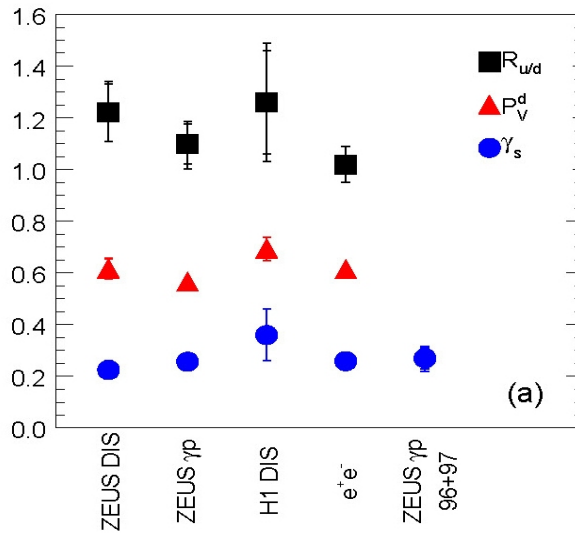 1.6
1.4
1.2
1.0
0.8
0.6
0.4
0.2
0.0
R_{u/d}
P_V^d
γ_s
(a)
ZEUS DIS
ZEUS γp
H1 DIS
e⁺e⁻
ZEUS γp
96+97